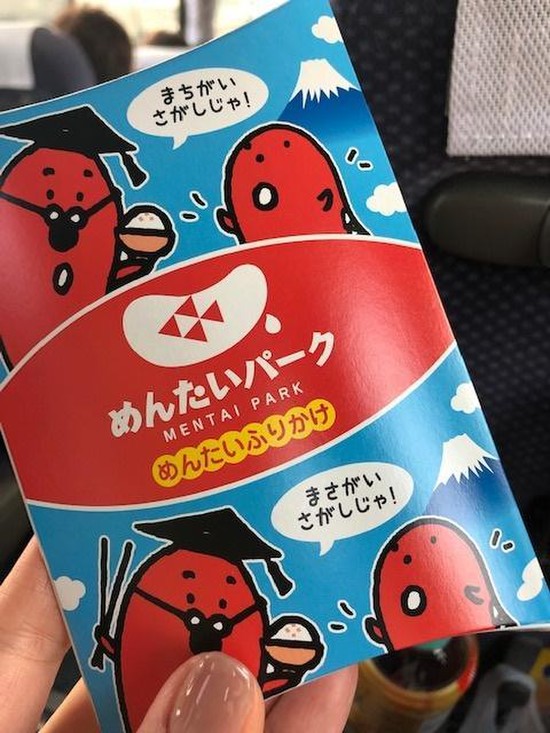 まちがい
さがしじゃ!
めんたいパーク
MENTAI PARK
めんたいふりかけ
まさがい
さがしじゃ!